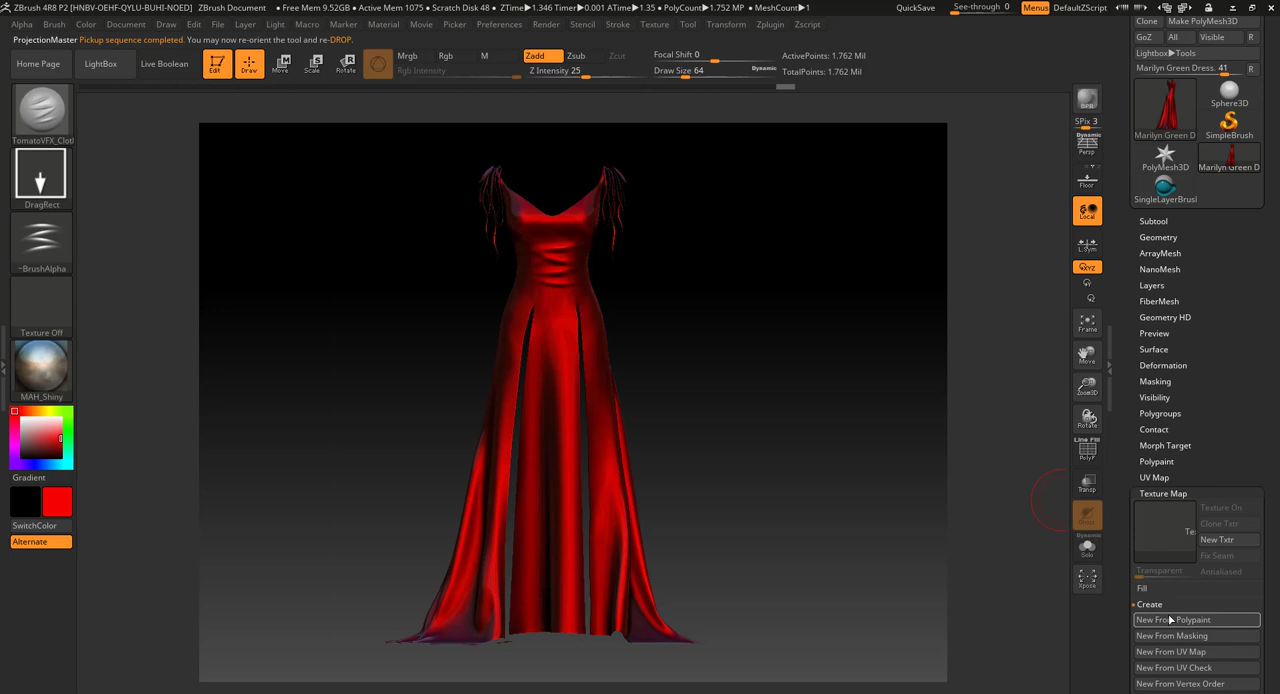 ZBrush 4R8 P2 [HNBV-OEHF-QYLU-BUHI-NOED] ZBrush Document • Free Mem 9.52GB • Active Mem 1075 • Scratch Disk 48 • ZTime▶1.346 Timer▶0.001 ATime▶1.35 • PolyCount▶1.752 MP • MeshCount▶1
QuickSave See-through 0 Menus DefaultZScript
Alpha Brush Color Document Draw Edit File Layer Light Macro Marker Material Movie Picker Preferences Render Stencil Stroke Texture Tool Transform Zplugin Zscript
ProjectionMaster Pickup sequence completed. You may now re-orient the tool and re-DROP.
Home Page LightBox Live Boolean
Edit Draw Move Scale Rotate
Mrgb Rgb M
Rgb Intensity
Zadd Zsub Zcut
Z Intensity 25
Focal Shift 0
Draw Size 64 Dynamic
ActivePoints: 1.762 Mil
TotalPoints: 1.762 Mil
DragRect
~BrushAlpha
Texture Off
MAH_Shiny
Gradient
SwitchColor
Alternate
BPR
SPix 3
Dynamic
Persp
Floor
Local
L.Sym
Frame
Move
Zoom3D
Rotate
Line Fill
PolyF
Transp
Ghost
Dynamic
Solo
Xpose
Clone Make PolyMesh3D
GoZ All Visible R
Lightbox▶Tools
Marilyn Green Dress. 41 R
Marilyn Green D Sphere3D
SimpleBrush
PolyMesh3D Marilyn Green D
SingleLayerBrusl
Subtool
Geometry
ArrayMesh
NanoMesh
Layers
FiberMesh
Geometry HD
Preview
Surface
Deformation
Masking
Visibility
Polygroups
Contact
Morph Target
Polypaint
UV Map
Texture Map
Texture On
Clone Txtr
New Txtr
Fix Seam
Transparent Antialiased
Fill
Create
New From Polypaint
New From Masking
New From UV Map
New From UV Check
New From Vertex Order